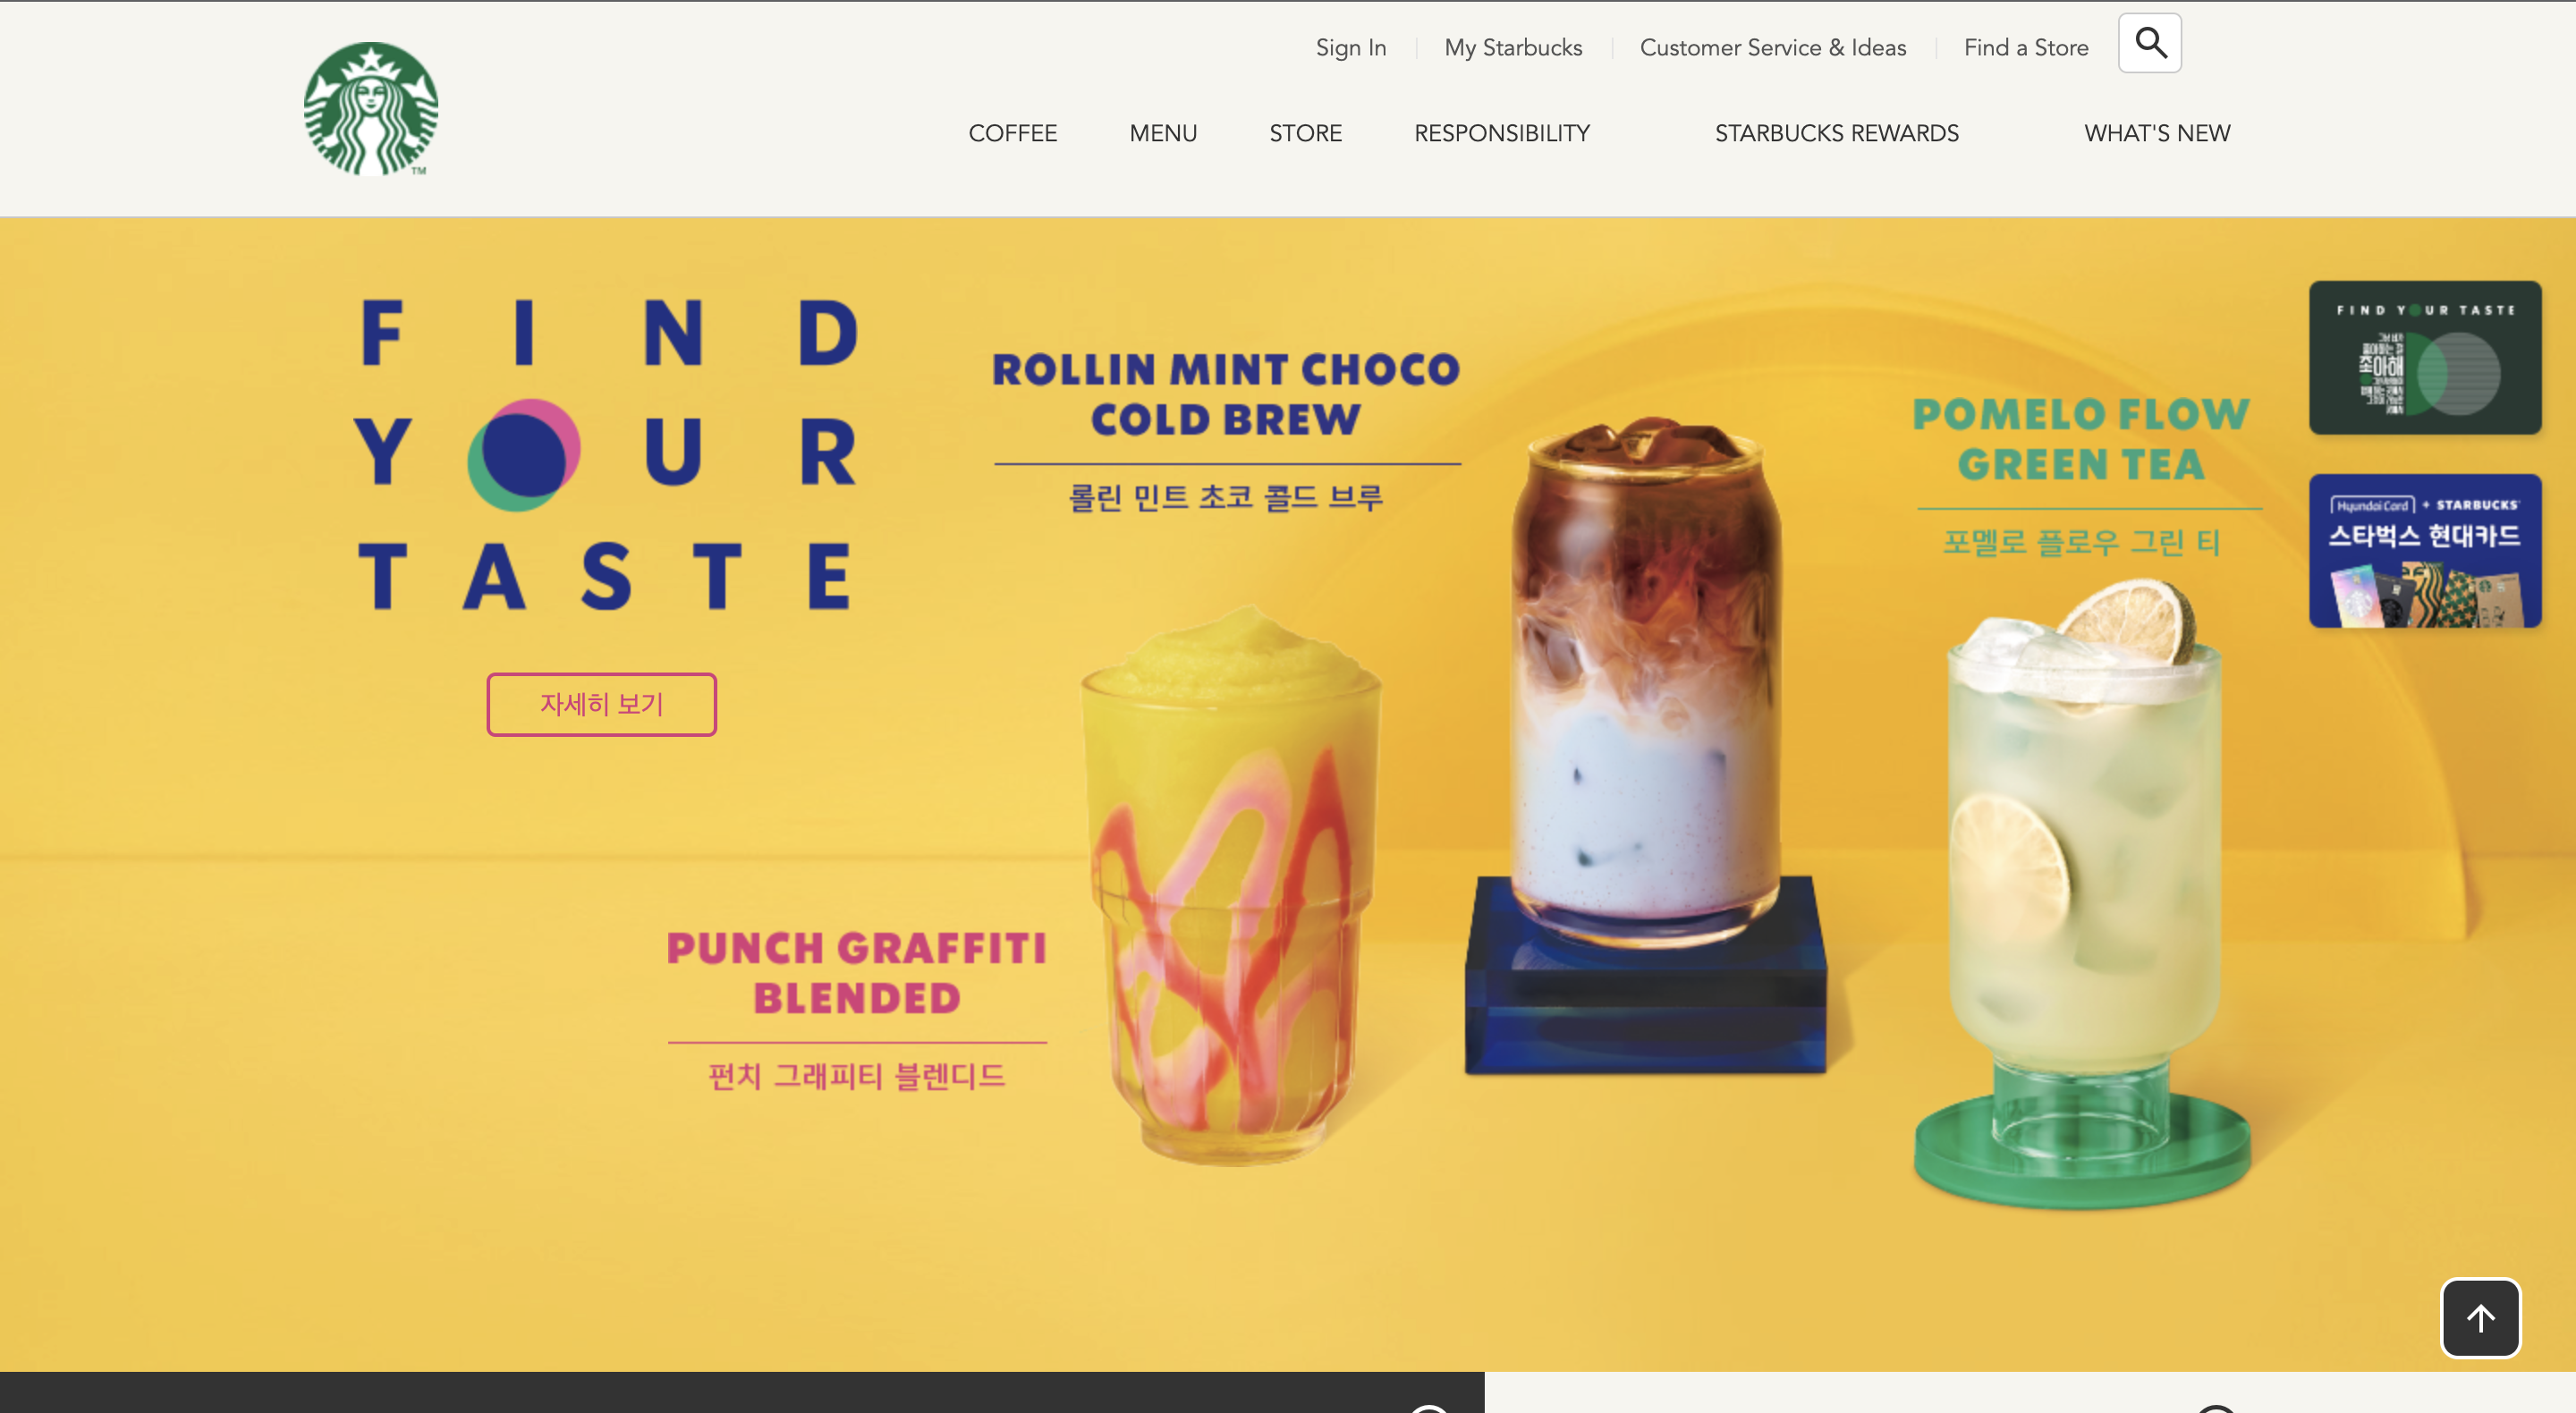 Sign In
My Starbucks
Customer Service & Ideas
Find a Store
TM
COFFEE
MENU
STORE
RESPONSIBILITY
STARBUCKS REWARDS
WHAT'S NEW
FIND
YOUR
TASTE
자세히 보기
ROLLIN MINT CHOCO
COLD BREW
롤린 민트 초코 콜드 브루
POMELO FLOW
GREEN TEA
포멜로 플로우 그린 티
PUNCH GRAFFITI
BLENDED
펀치 그래피티 블렌디드
FIND YOUR TASTE
좋아해
Hyundai Card + STARBUCKS
스타벅스 현대카드